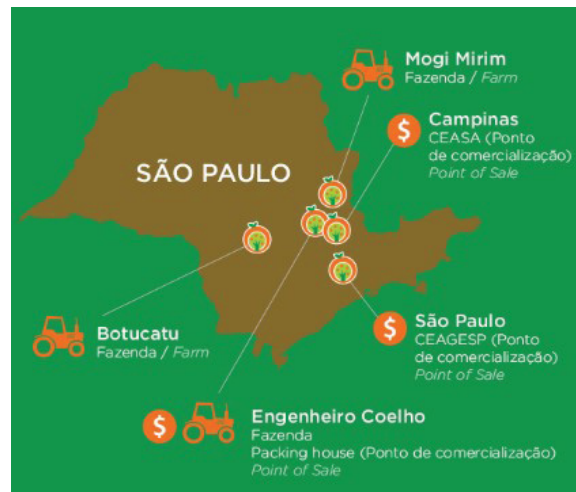 Mogi Mirim
Fazenda / Farm
$
Campinas
CEASA (Ponto
de comercialização)
Point of Sale
SÃO PAULO
Botucatu
Fazenda / Farm
$
São Paulo
CEAGESP (Ponto
de comercialização)
Point of Sale
$
Engenheiro Coelho
Fazenda
Packing house (Ponto de comercialização)
Point of Sale